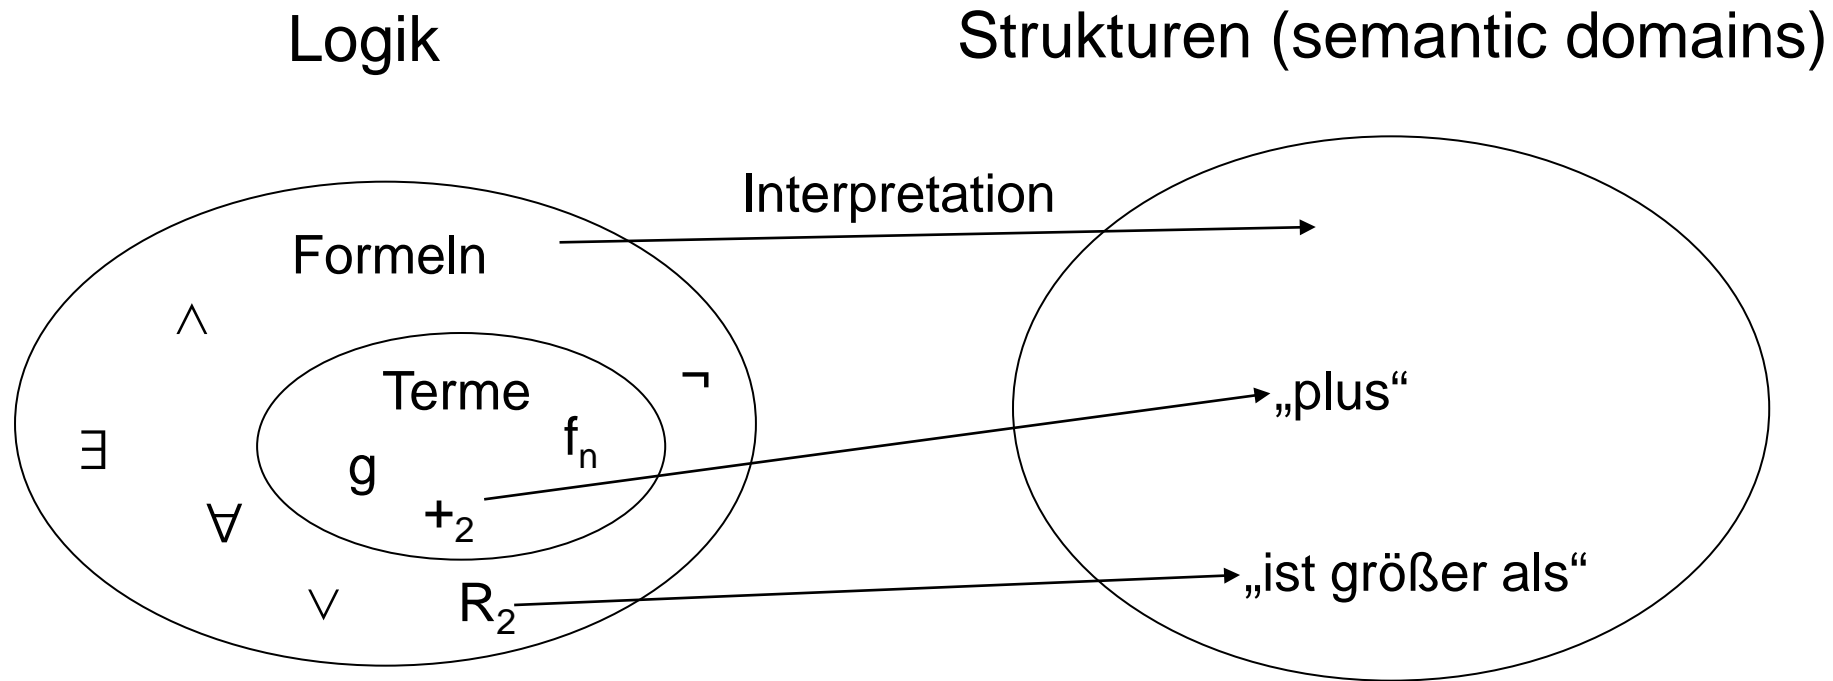 Logik
Strukturen (semantic domains)
Interpretation
Formeln
∧
Terme
¬
„plus“
∃
g
fₙ
∀
+₂
∨
R₂
„ist größer als“